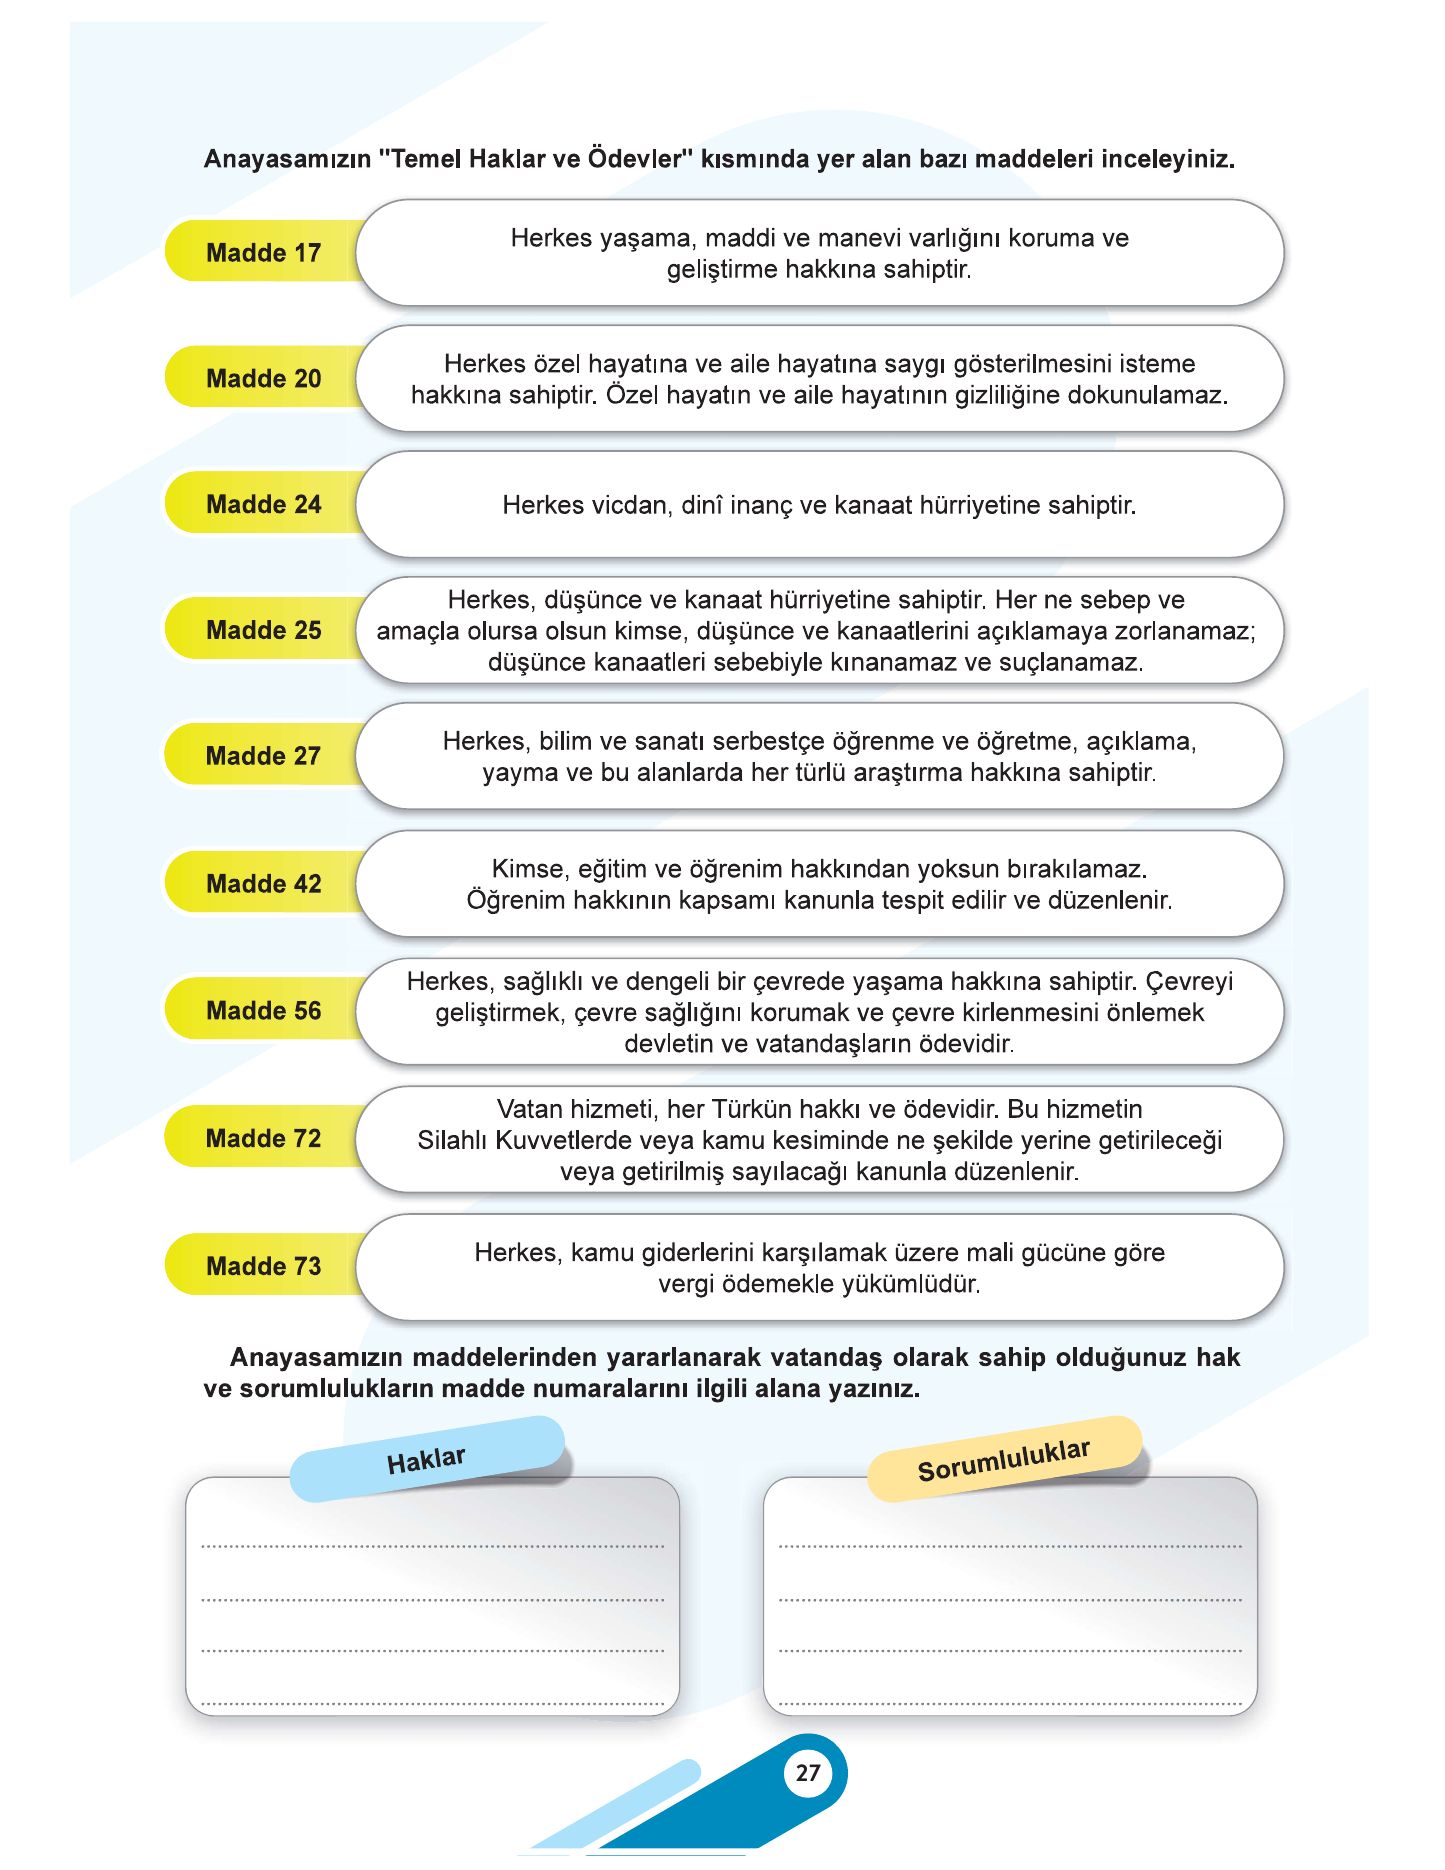 Anayasamızın "Temel Haklar ve Ödevler" kısmında yer alan bazı maddeleri inceleyiniz.
Madde 17
Herkes yaşama, maddi ve manevi varlığını koruma ve
geliştirme hakkına sahiptir.
Madde 20
Herkes özel hayatına ve aile hayatına saygı gösterilmesini isteme
hakkına sahiptir. Özel hayatın ve aile hayatının gizliliğine dokunulamaz.
Madde 24
Herkes vicdan, dinî inanç ve kanaat hürriyetine sahiptir.
Madde 25
Herkes, düşünce ve kanaat hürriyetine sahiptir. Her ne sebep ve
amaçla olursa olsun kimse, düşünce ve kanaatlerini açıklamaya zorlanamaz;
düşünce kanaatleri sebebiyle kınanamaz ve suçlanamaz.
Madde 27
Herkes, bilim ve sanatı serbestçe öğrenme ve öğretme, açıklama,
yayma ve bu alanlarda her türlü araştırma hakkına sahiptir.
Madde 42
Kimse, eğitim ve öğrenim hakkından yoksun bırakılamaz.
Öğrenim hakkının kapsamı kanunla tespit edilir ve düzenlenir.
Madde 56
Herkes, sağlıklı ve dengeli bir çevrede yaşama hakkına sahiptir. Çevreyi
geliştirmek, çevre sağlığını korumak ve çevre kirlenmesini önlemek
devletin ve vatandaşların ödevidir.
Madde 72
Vatan hizmeti, her Türkün hakkı ve ödevidir. Bu hizmetin
Silahlı Kuvvetlerde veya kamu kesiminde ne şekilde yerine getirileceği
veya getirilmiş sayılacağı kanunla düzenlenir.
Madde 73
Herkes, kamu giderlerini karşılamak üzere mali gücüne göre
vergi ödemekle yükümlüdür.
Anayasamızın maddelerinden yararlanarak vatandaş olarak sahip olduğunuz hak
ve sorumlulukların madde numaralarını ilgili alana yazınız.
Haklar
Sorumluluklar
27